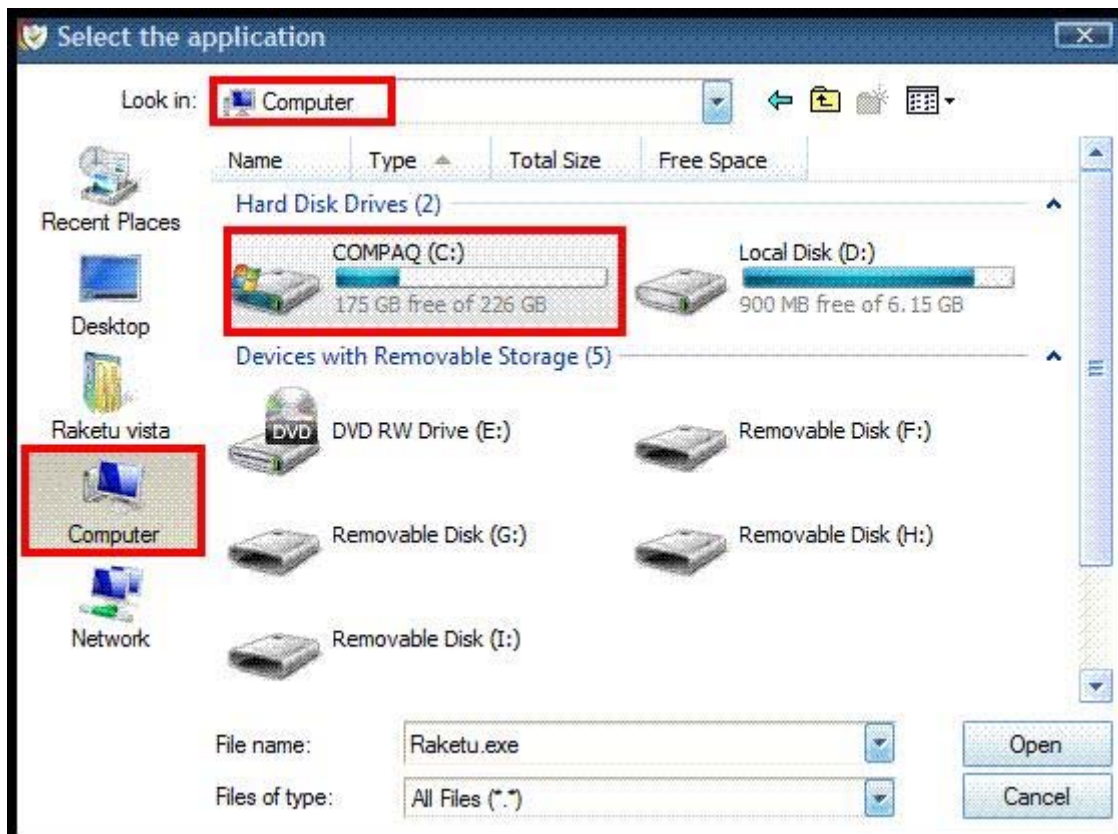 Select the application
Look in: Computer
Name Type Total Size Free Space
Hard Disk Drives (2)
COMPAQ (C:) Local Disk (D:)
175 GB free of 226 GB 900 MB free of 6.15 GB
Devices with Removable Storage (5)
DVD RW Drive (E:) Removable Disk (F:)
DVD
Removable Disk (G:) Removable Disk (H:)
Removable Disk (I:)
Recent Places
Desktop
Raketu vista
Computer
Network
File name: Raketu.exe Open
Files of type: All Files (*.*) Cancel